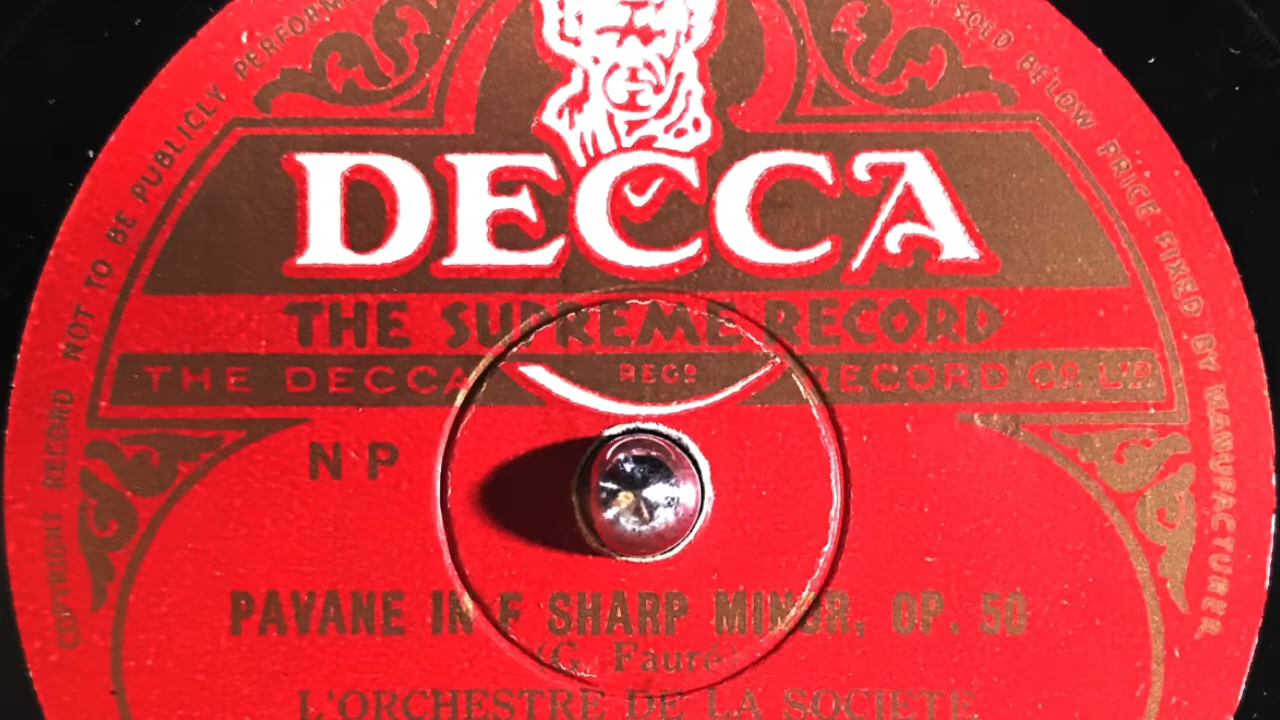 COPYRIGHT RECORD NOT TO BE PUBLICLY PERFORM
SOLD BELOW PRICE FIXED BY MANUFACTURER
DECCA
THE SUPREME RECORD
THE DECCA REGD RECORD CO. LTD.
N P
PAVANE IN F SHARP MINOR, OP. 50
(G. Fauré)
L'ORCHESTRE DE LA SOCIETE